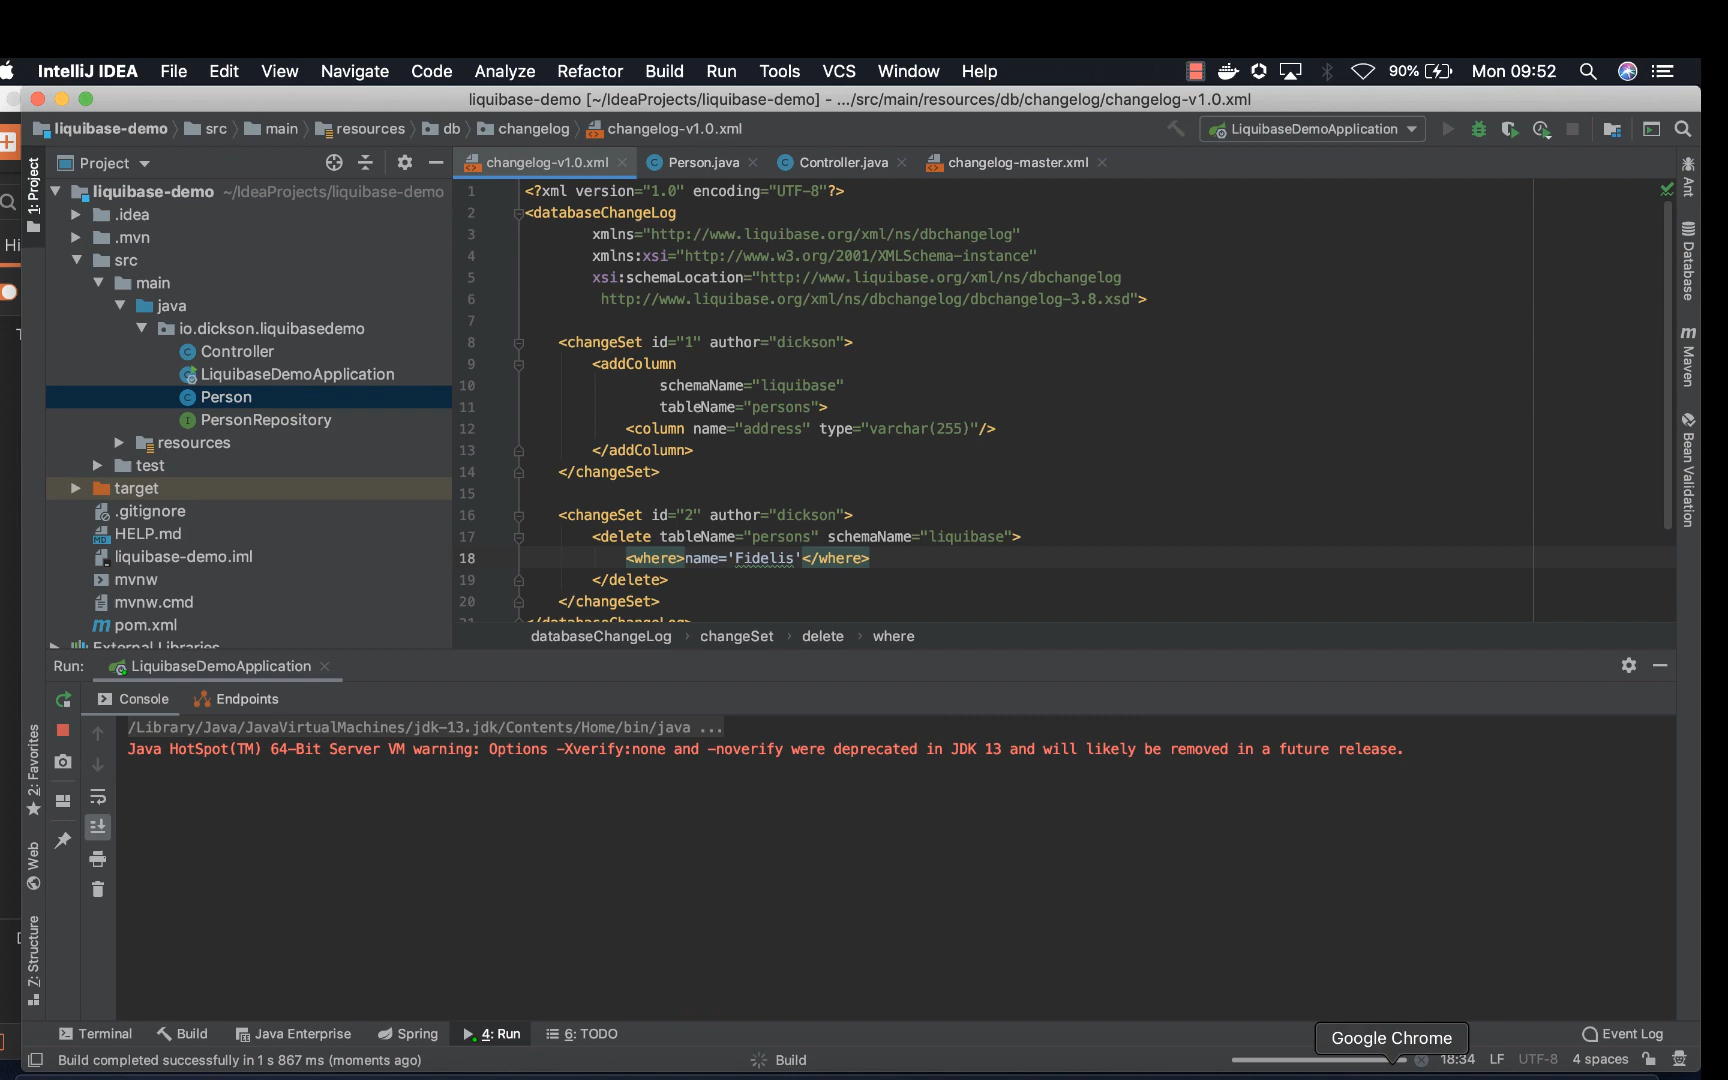 IntelliJ IDEA File Edit View Navigate Code Analyze Refactor Build Run Tools VCS Window Help 90% Mon 09:52
liquibase-demo [~/IdeaProjects/liquibase-demo] - .../src/main/resources/db/changelog/changelog-v1.0.xml
liquibase-demo src main resources db changelog changelog-v1.0.xml LiquibaseDemoApplication
Project changelog-v1.0.xml Person.java Controller.java changelog-master.xml
1: Project
Hi
liquibase-demo ~/IdeaProjects/liquibase-demo
.idea
.mvn
src
main
java
io.dickson.liquibasedemo
Controller
LiquibaseDemoApplication
Person
PersonRepository
resources
test
target
.gitignore
HELP.md
liquibase-demo.iml
mvnw
mvnw.cmd
pom.xml
External Libraries
1 <?xml version="1.0" encoding="UTF-8"?>
2 <databaseChangeLog
3 xmlns="http://www.liquibase.org/xml/ns/dbchangelog"
4 xmlns:xsi="http://www.w3.org/2001/XMLSchema-instance"
5 xsi:schemaLocation="http://www.liquibase.org/xml/ns/dbchangelog
6 http://www.liquibase.org/xml/ns/dbchangelog/dbchangelog-3.8.xsd">
7
8 <changeSet id="1" author="dickson">
9 <addColumn
10 schemaName="liquibase"
11 tableName="persons">
12 <column name="address" type="varchar(255)"/>
13 </addColumn>
14 </changeSet>
15
16 <changeSet id="2" author="dickson">
17 <delete tableName="persons" schemaName="liquibase">
18 <where>name='Fidelis'</where>
19 </delete>
20 </changeSet>
21 </databaseChangeLog>
databaseChangeLog changeSet delete where
Ant
Database
Maven
Bean Validation
Run: LiquibaseDemoApplication
Console Endpoints
/Library/Java/JavaVirtualMachines/jdk-13.jdk/Contents/Home/bin/java ...
Java HotSpot(TM) 64-Bit Server VM warning: Options -Xverify:none and -noverify were deprecated in JDK 13 and will likely be removed in a future release.
2: Favorites
Web
Z: Structure
Terminal Build Java Enterprise Spring 4: Run 6: TODO Event Log
Google Chrome
Build completed successfully in 1 s 867 ms (moments ago) Build 18:34 LF UTF-8 4 spaces